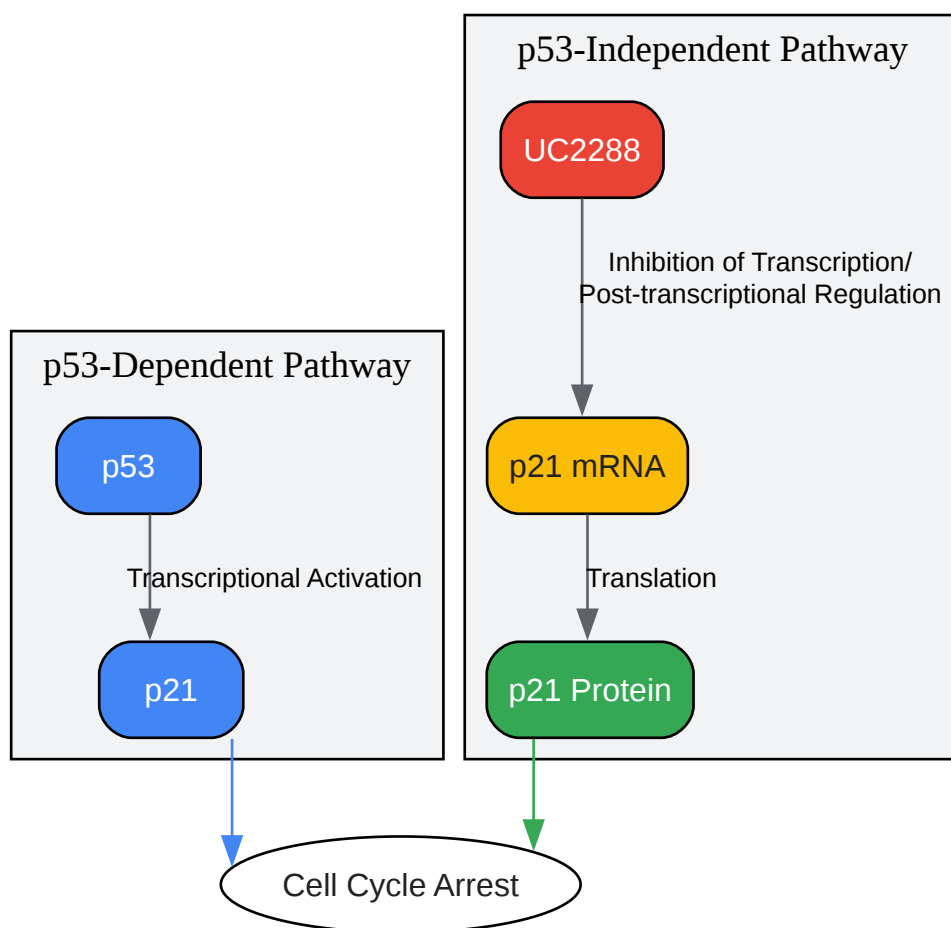 p53-Independent Pathway
UC2288
Inhibition of Transcription/
Post-transcriptional Regulation
p53-Dependent Pathway
p53
p21 mRNA
Transcriptional Activation
Translation
p21
p21 Protein
Cell Cycle Arrest